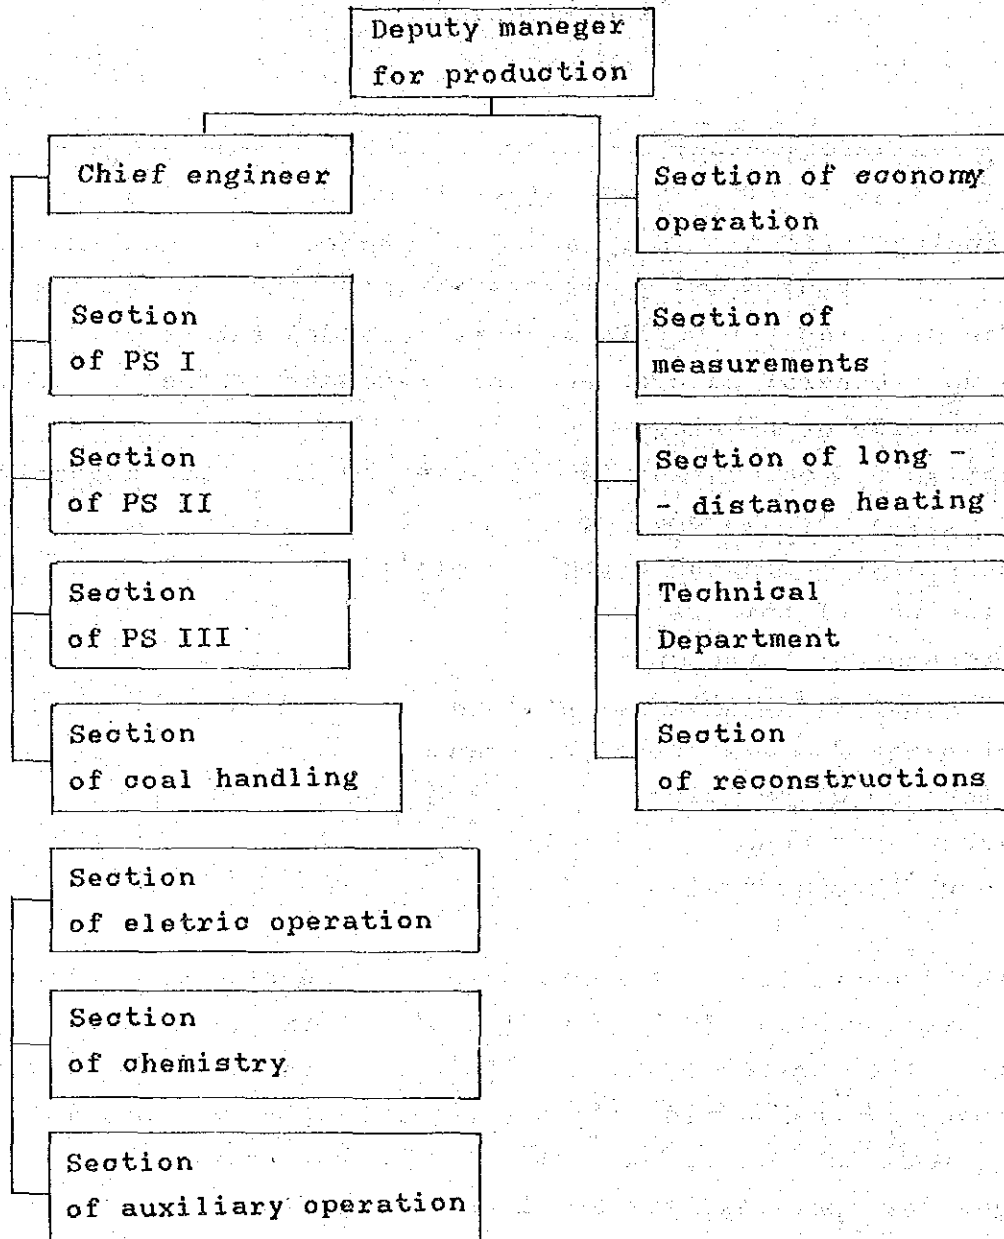 Deputy maneger
for production
Chief engineer
Section
of PS I
Section
of PS II
Section
of PS III
Section
of coal handling
Section
of eletric operation
Section
of chemistry
Section
of auxiliary operation
Section of economy
operation
Section of
measurements
Section of long -
- distance heating
Technical
Department
Section
of reconstructions